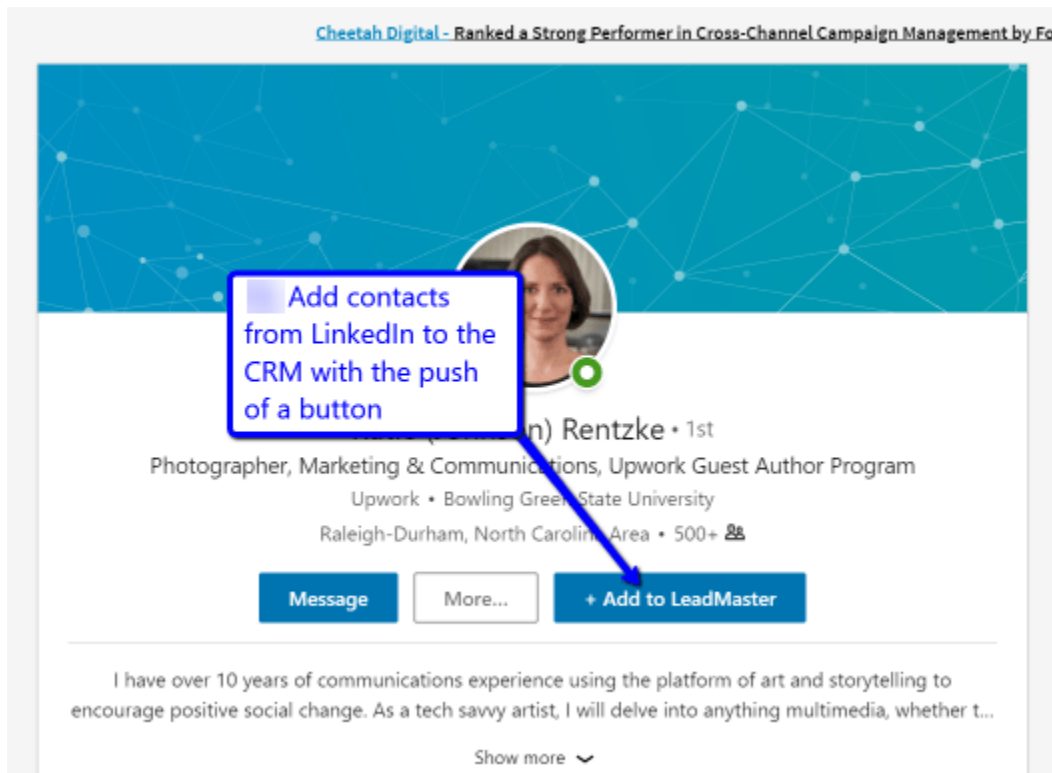 Cheetah Digital - Ranked a Strong Performer in Cross-Channel Campaign Management by Fo
Add contacts
from LinkedIn to the
CRM with the push
of a button
Rentzke • 1st
Photographer, Marketing & Communications, Upwork Guest Author Program
Upwork • Bowling Green State University
Raleigh-Durham, North Carolina Area • 500+
Message
More...
+ Add to LeadMaster
I have over 10 years of communications experience using the platform of art and storytelling to
encourage positive social change. As a tech savvy artist, I will delve into anything multimedia, whether t...
Show more